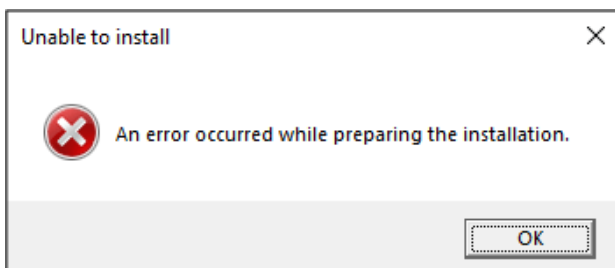 Unable to install
An error occurred while preparing the installation.
OK